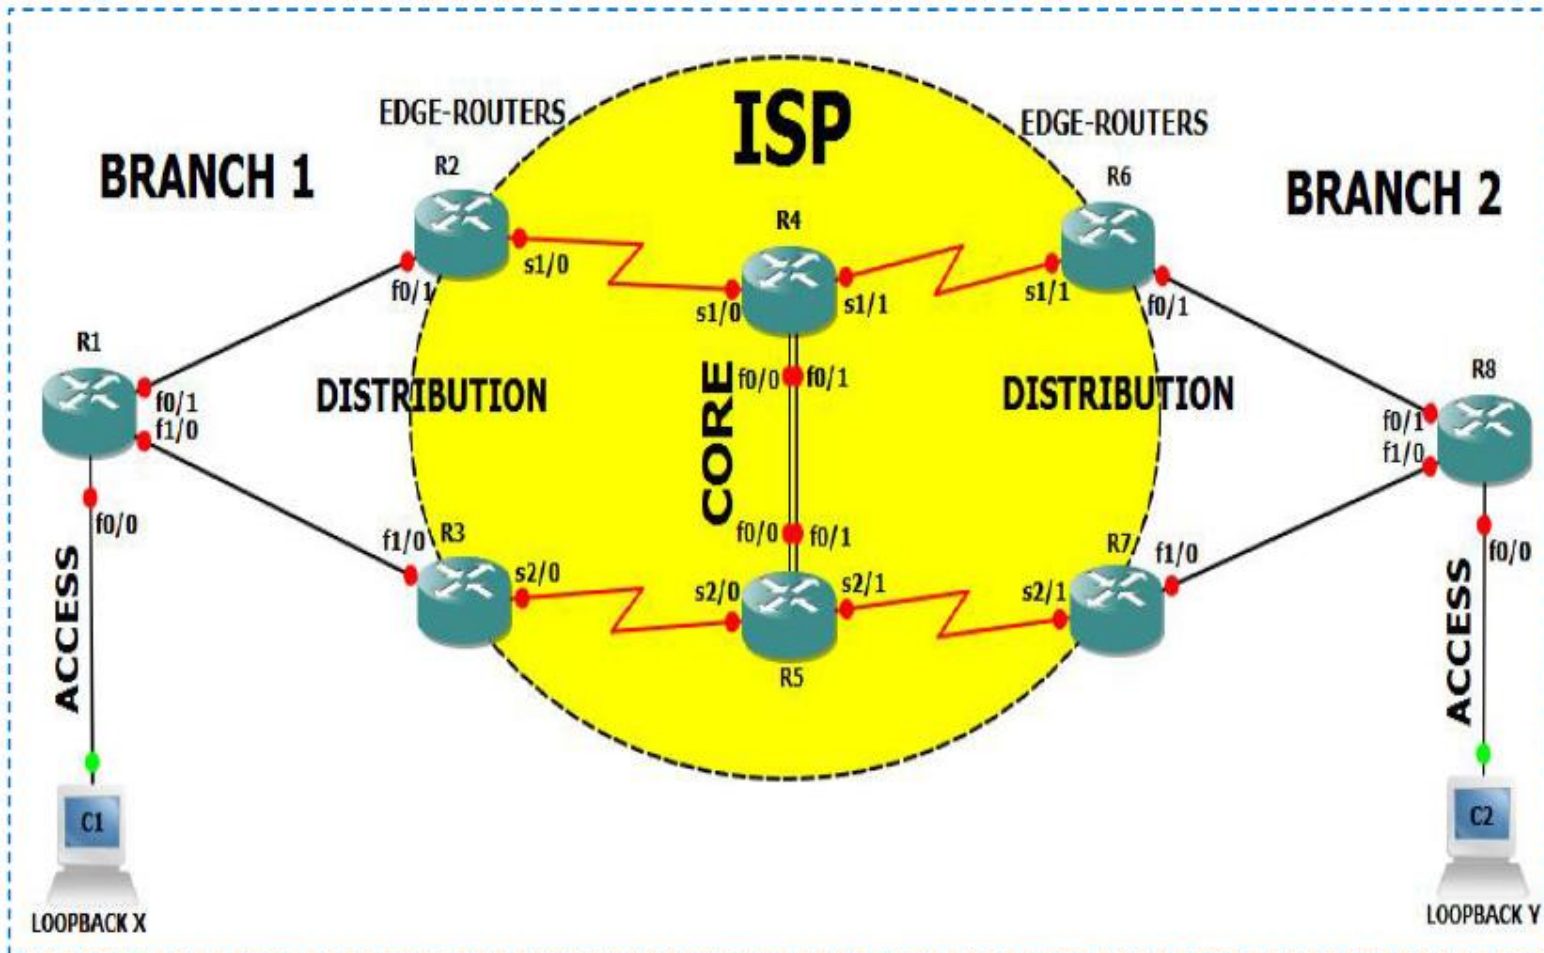 ISP
EDGE-ROUTERS
EDGE-ROUTERS
BRANCH 1
BRANCH 2
R2
R6
R4
s1/0
s1/1
f0/1
s1/0
s1/1
f0/1
R1
R8
f0/1
f1/0
DISTRIBUTION
CORE
f0/0
f0/1
DISTRIBUTION
f0/1
f1/0
f0/0
f0/0
f0/1
f1/0
R3
R7
f1/0
f0/0
s2/0
s2/0
s2/1
s2/1
R5
ACCESS
ACCESS
C1
C2
LOOPBACK X
LOOPBACK Y